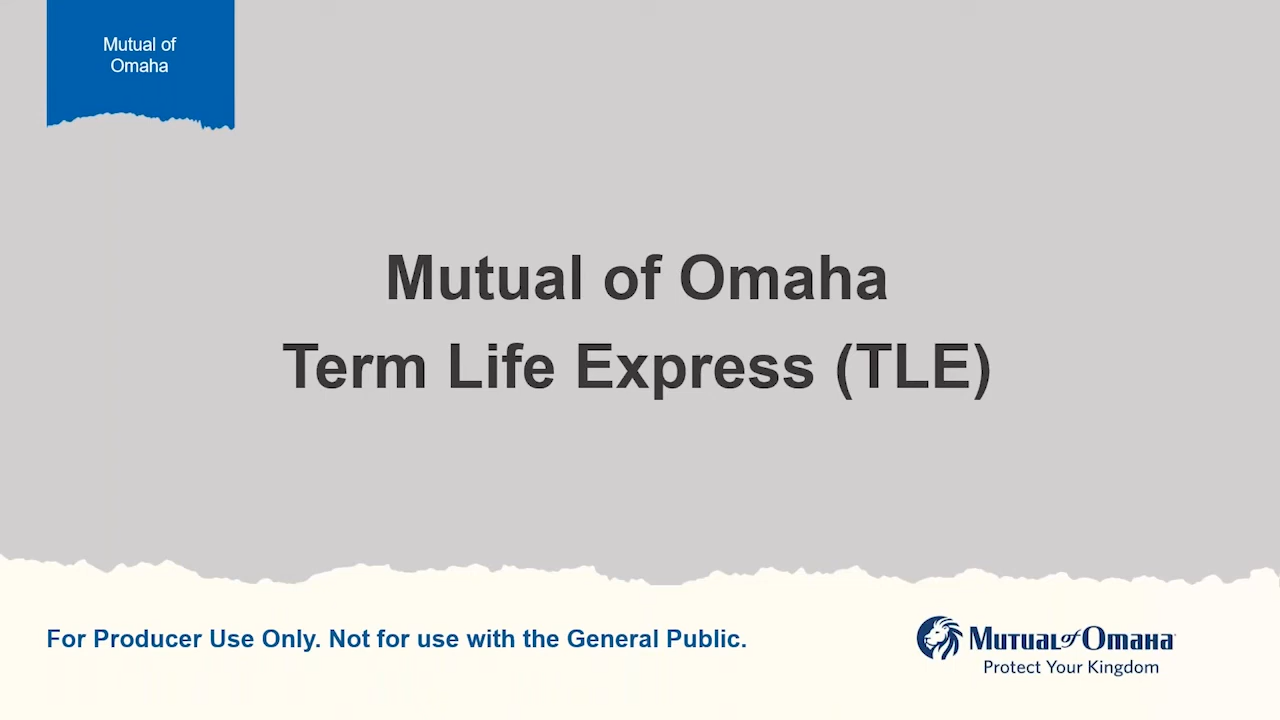 Mutual of
Omaha
Mutual of Omaha
Term Life Express (TLE)
For Producer Use Only. Not for use with the General Public.
Mutual of Omaha
Protect Your Kingdom